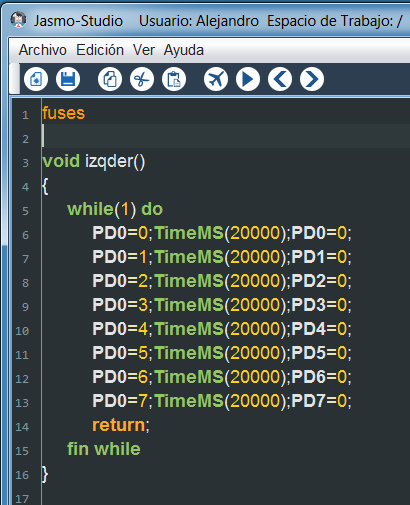 Jasmo-Studio Usuario: Alejandro Espacio de Trabajo: /
Archivo Edición Ver Ayuda
1 fuses
2
3 void izqder()
4 {
5 while(1) do
6 PD0=0;TimeMS(20000);PD0=0;
7 PD0=1;TimeMS(20000);PD1=0;
8 PD0=2;TimeMS(20000);PD2=0;
9 PD0=3;TimeMS(20000);PD3=0;
10 PD0=4;TimeMS(20000);PD4=0;
11 PD0=5;TimeMS(20000);PD5=0;
12 PD0=6;TimeMS(20000);PD6=0;
13 PD0=7;TimeMS(20000);PD7=0;
14 return;
15 fin while
16 }
17